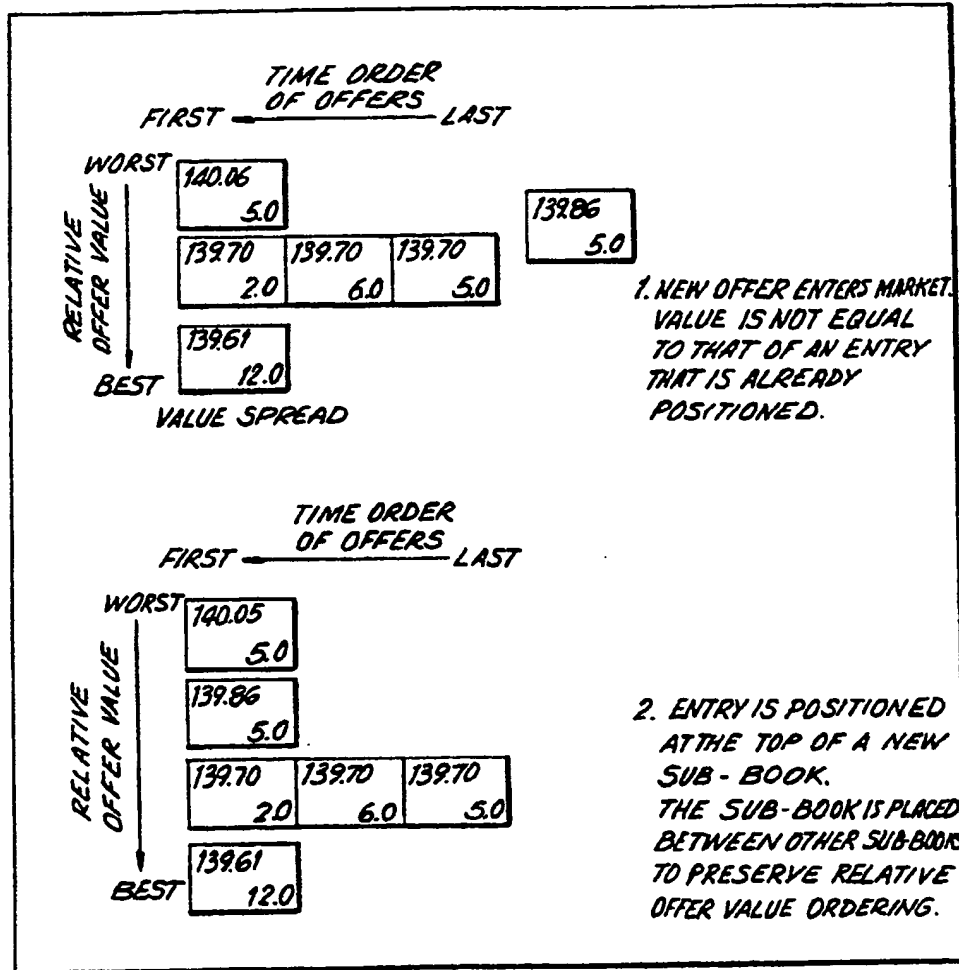 TIME ORDER
OF OFFERS
FIRST LAST
WORST
RELATIVE
OFFER VALUE
BEST
140.06
5.0
139.86
5.0
139.70 139.70 139.70
2.0 6.0 5.0
139.61
12.0
VALUE SPREAD
1. NEW OFFER ENTERS MARKET.
VALUE IS NOT EQUAL
TO THAT OF AN ENTRY
THAT IS ALREADY
POSITIONED.
TIME ORDER
OF OFFERS
FIRST LAST
WORST
RELATIVE
OFFER VALUE
BEST
140.05
5.0
139.86
5.0
139.70 139.70 139.70
2.0 6.0 5.0
139.61
12.0
2. ENTRY IS POSITIONED
AT THE TOP OF A NEW
SUB-BOOK.
THE SUB-BOOK IS PLACED
BETWEEN OTHER SUB-BOOKS
TO PRESERVE RELATIVE
OFFER VALUE ORDERING.